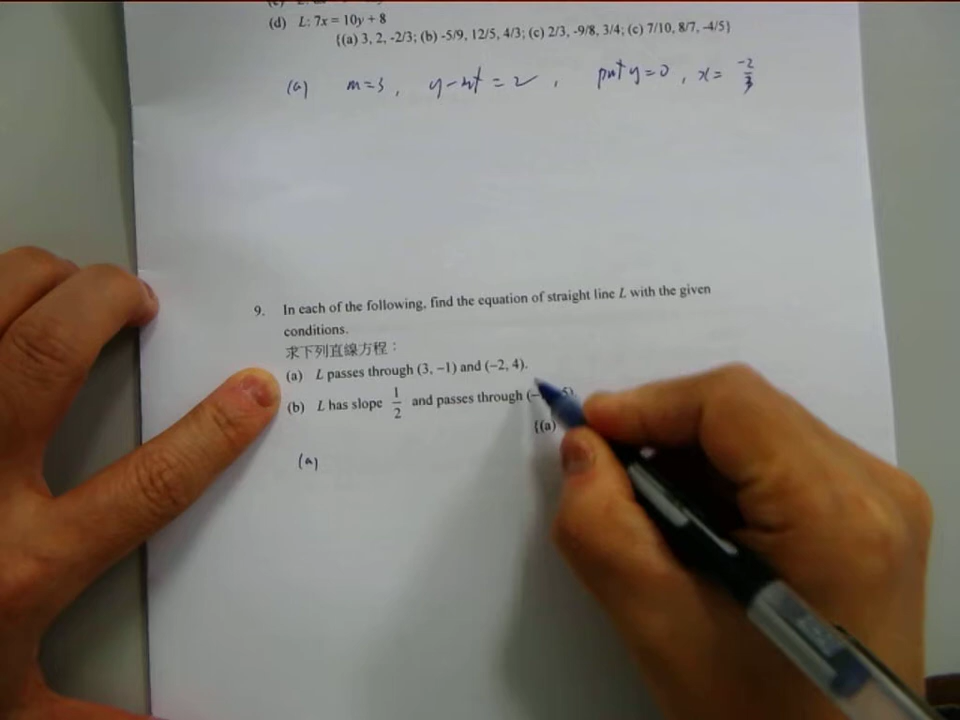 (d) L: 7x = 10y + 8
{(a) 3, 2, -2/3; (b) -5/9, 12/5, 4/3; (c) 2/3, -9/8, 3/4; (c) 7/10, 8/7, -4/5}
(a) m=3, y-int = 2, put y=0, x= -2/3
9. In each of the following, find the equation of straight line L with the given
conditions.
求下列直線方程：
(a) L passes through (3, −1) and (−2, 4).
(b) L has slope 1/2 and passes through
{(a)
(a)